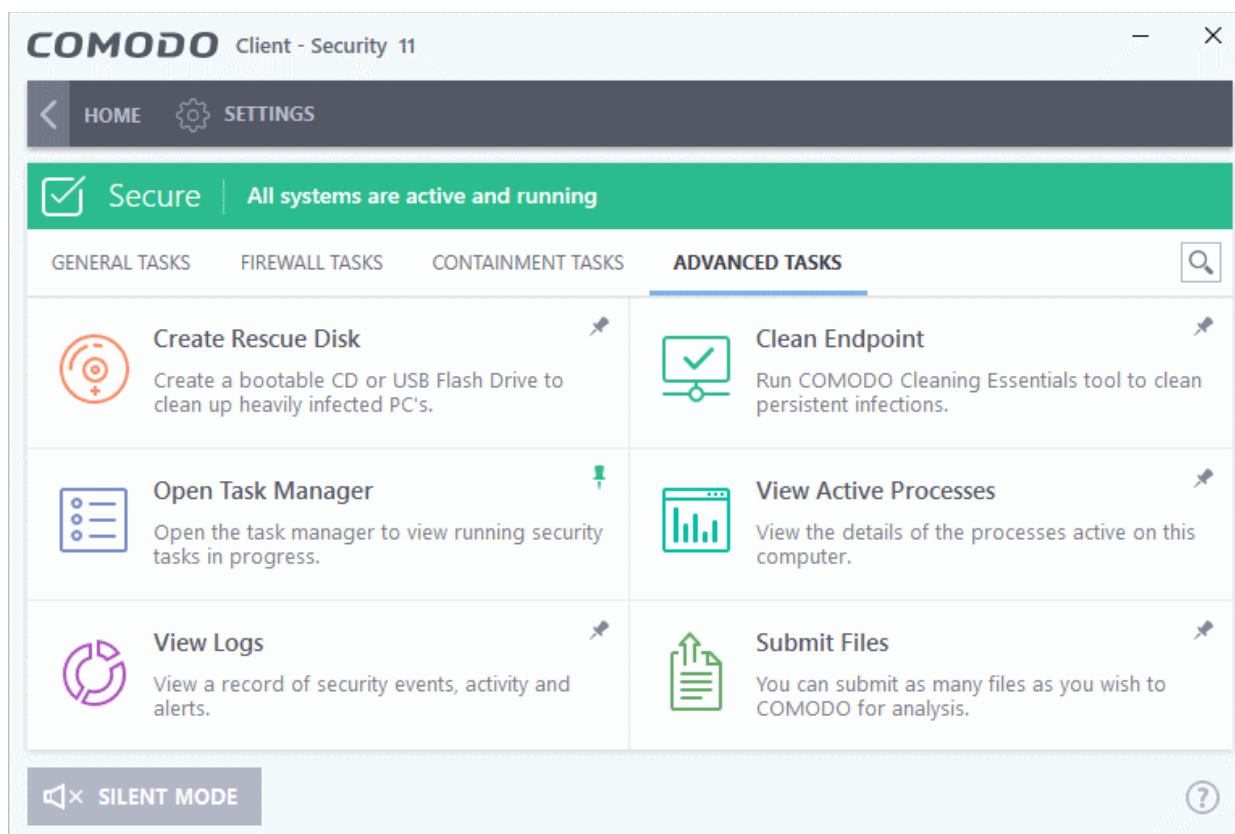 COMODO Client - Security 11
HOME SETTINGS
Secure All systems are active and running
GENERAL TASKS FIREWALL TASKS CONTAINMENT TASKS ADVANCED TASKS
Create Rescue Disk
Create a bootable CD or USB Flash Drive to
clean up heavily infected PC's.
Clean Endpoint
Run COMODO Cleaning Essentials tool to clean
persistent infections.
Open Task Manager
Open the task manager to view running security
tasks in progress.
View Active Processes
View the details of the processes active on this
computer.
View Logs
View a record of security events, activity and
alerts.
Submit Files
You can submit as many files as you wish to
COMODO for analysis.
SILENT MODE
?